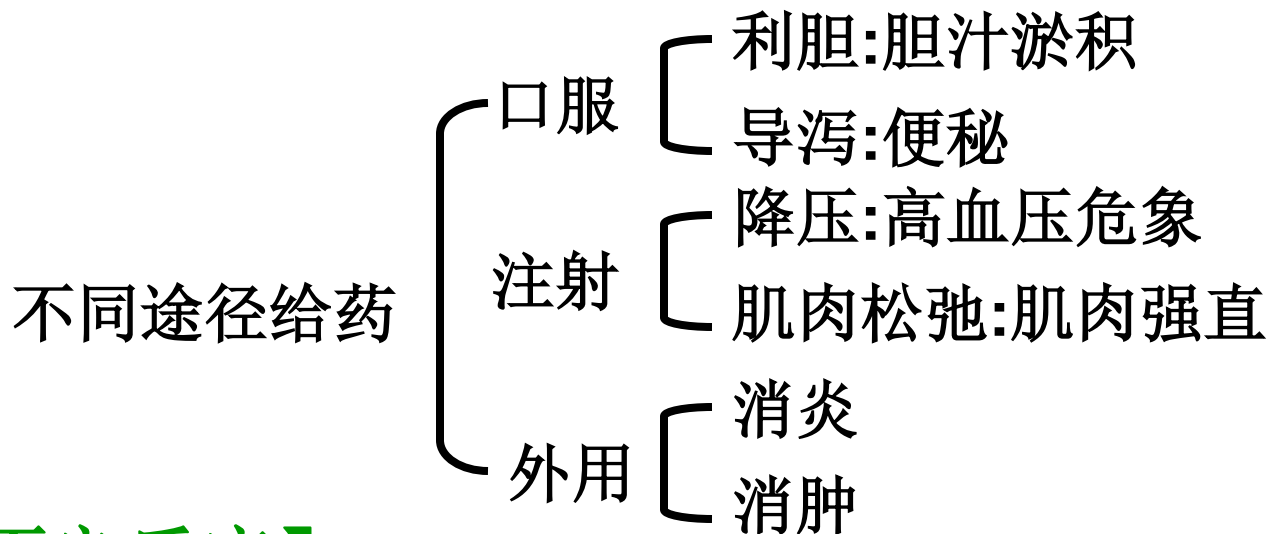 不同途径给药
口服
利胆:胆汁淤积
导泻:便秘
注射
降压:高血压危象
肌肉松弛:肌肉强直
外用
消炎
消肿